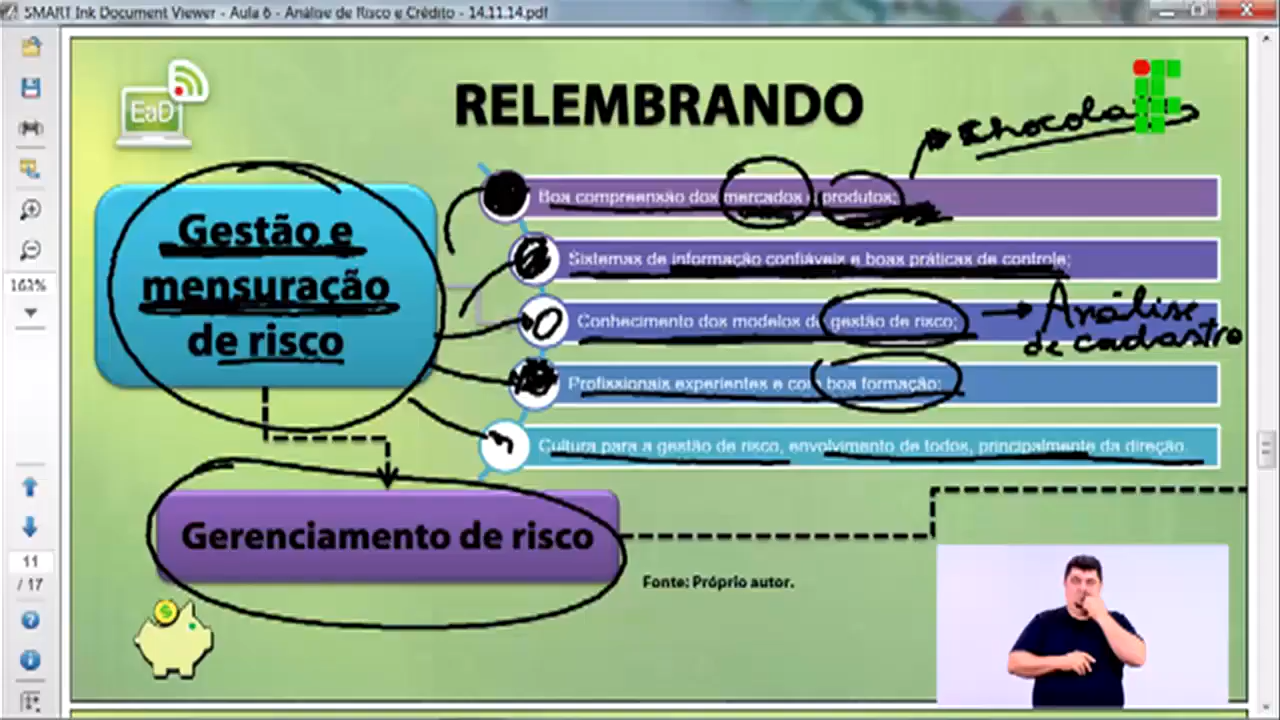 SMART Ink Document Viewer - Aula 6 - Análise de Risco e Crédito - 14.11.14.pdf
EaD
RELEMBRANDO
Gestão e
mensuração
de risco
Boa compreensão dos mercados e produtos;
Sistemas de informação confiáveis e boas práticas de controle;
Conhecimento dos modelos de gestão de risco;
Análise
de cadastro
Profissionais experientes e com boa formação;
Cultura para a gestão de risco, envolvimento de todos, principalmente da direção.
Gerenciamento de risco
Fonte: Próprio autor.
11
/ 17